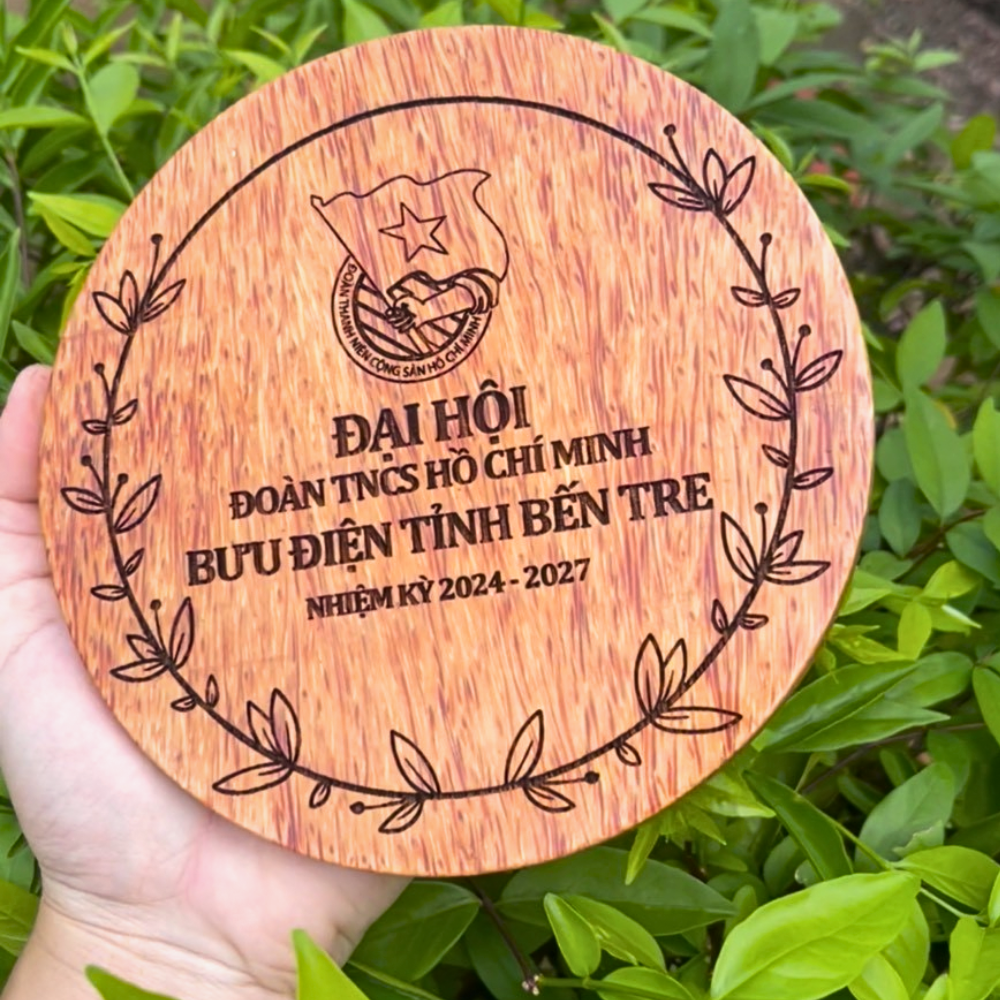 ĐOÀN THANH NIÊN CỘNG SẢN HỒ CHÍ MINH
ĐẠI HỘI
ĐOÀN TNCS HỒ CHÍ MINH
BƯU ĐIỆN TỈNH BẾN TRE
NHIỆM KỲ 2024 - 2027